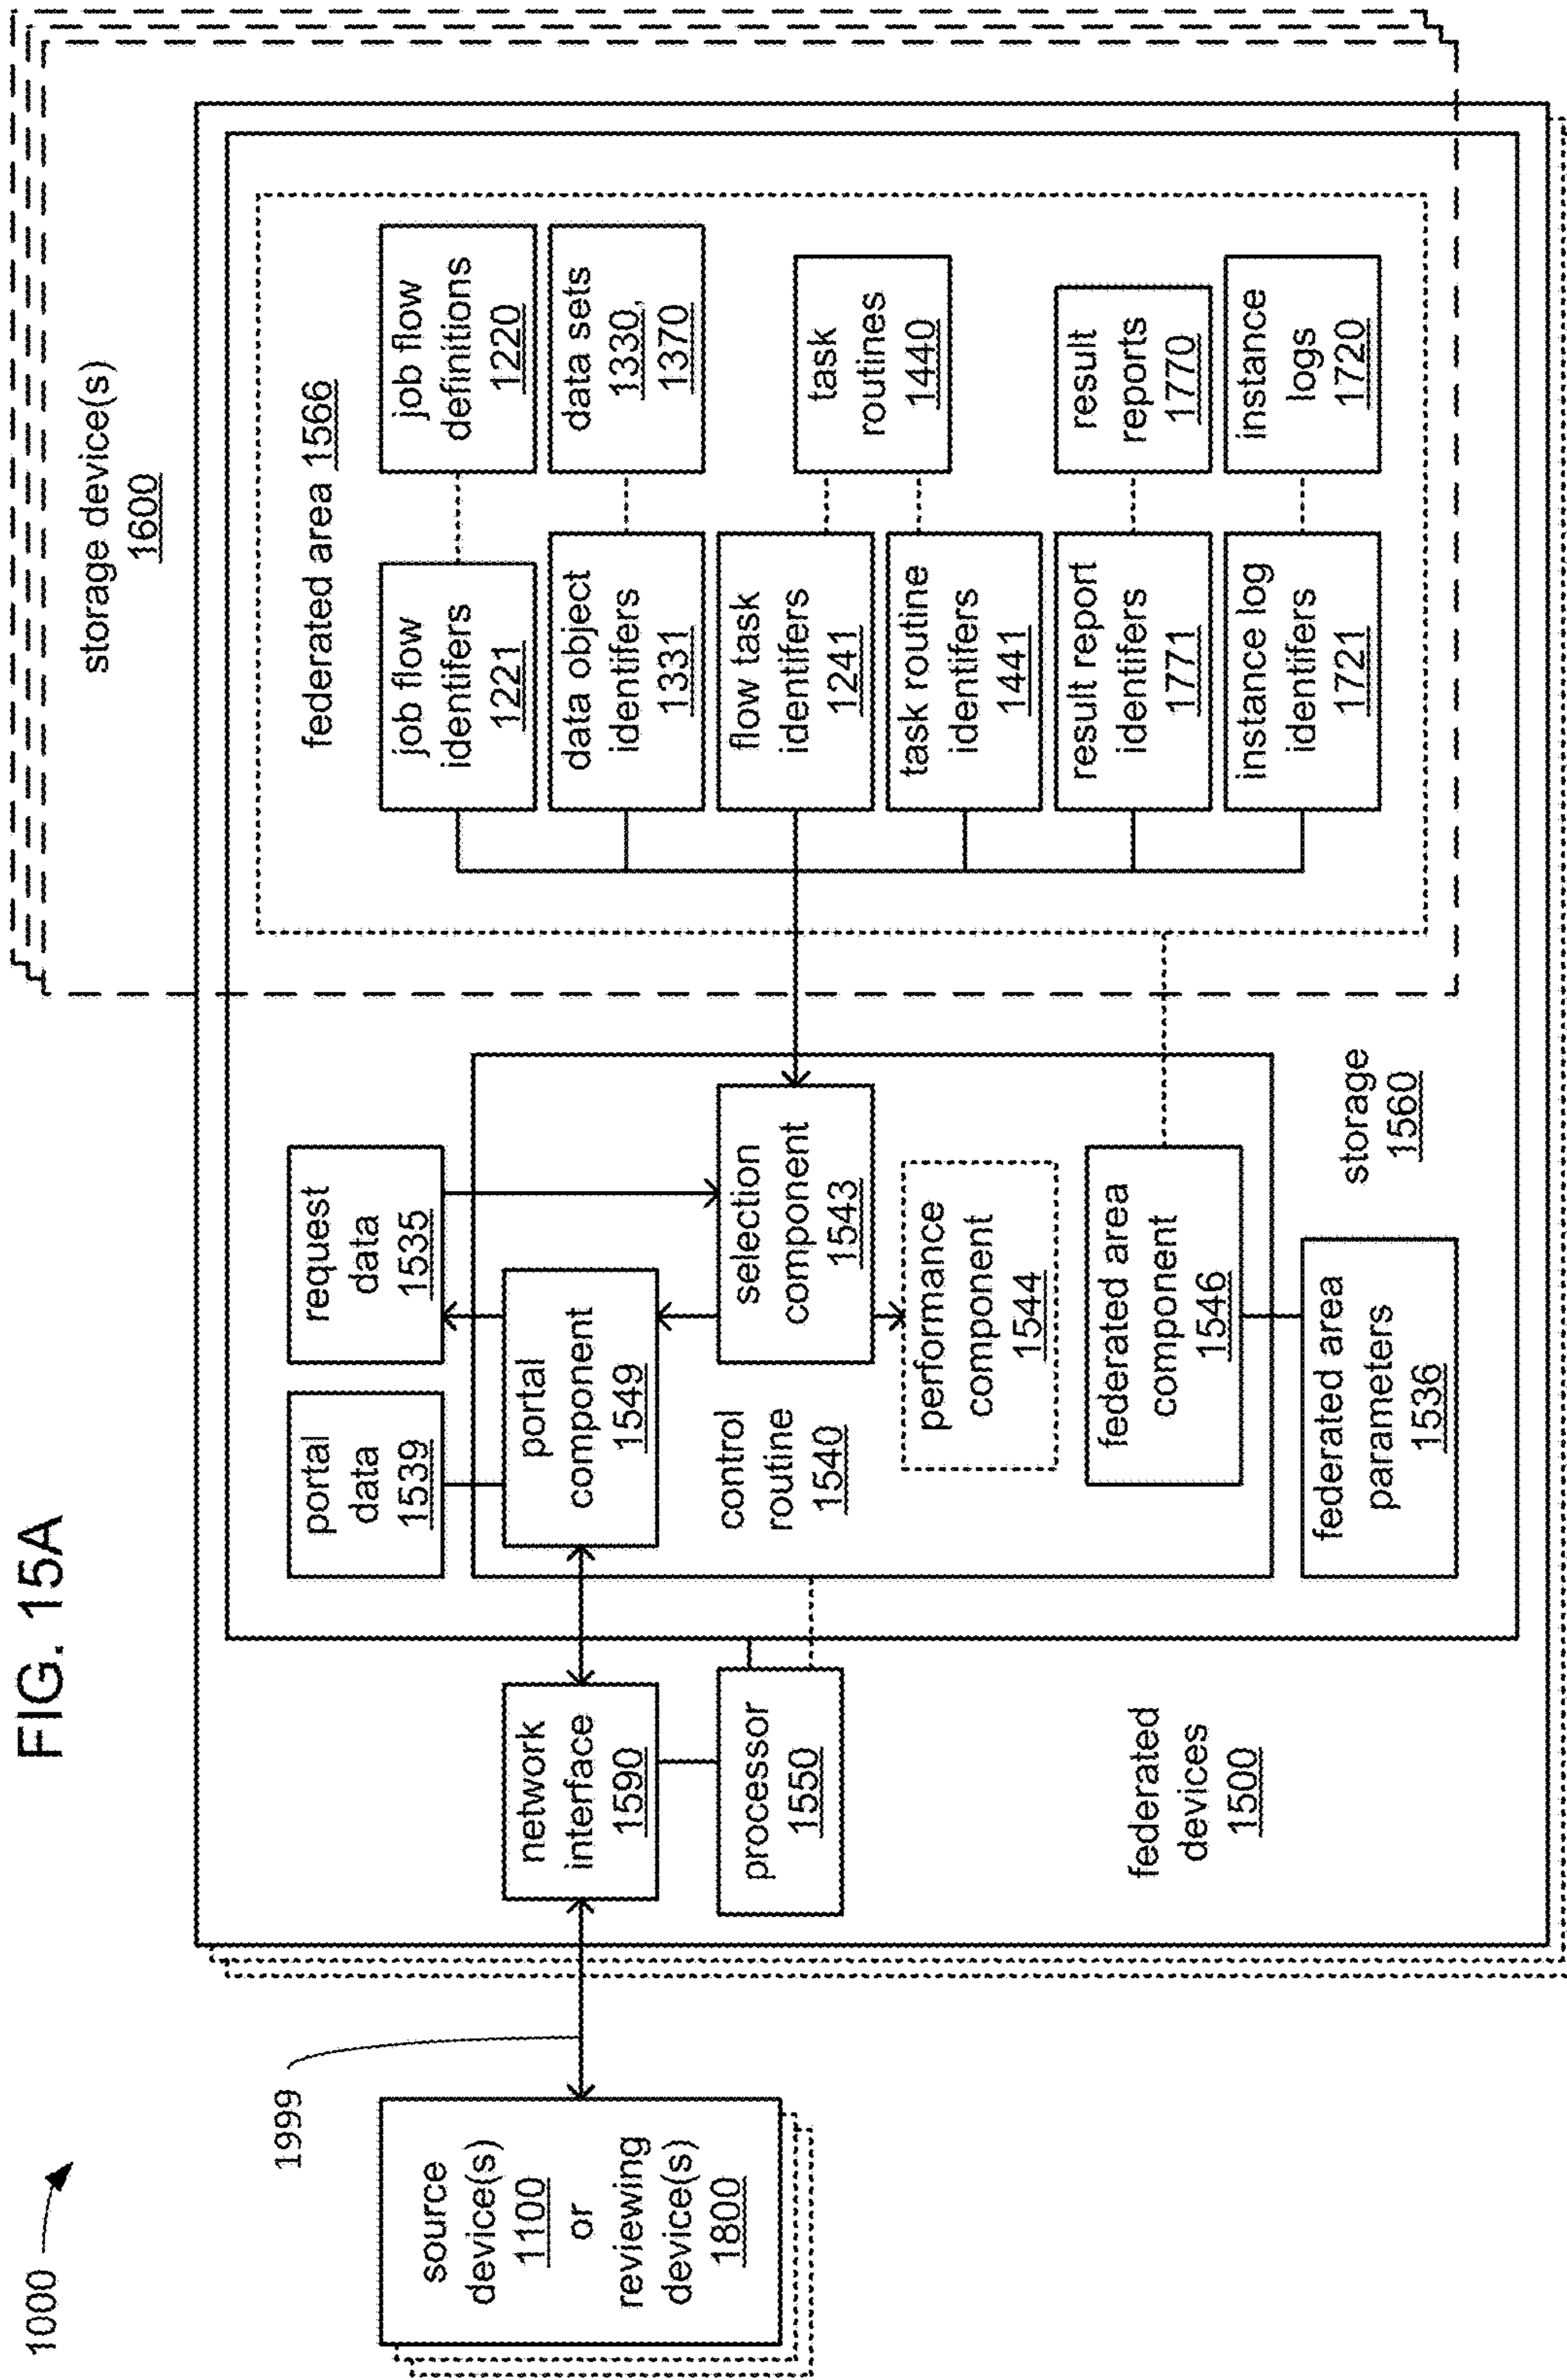 FIG. 15A
1000
1999
source
device(s)
1100
or
reviewing
device(s)
1800
network
interface
1590
processor
1550
federated
devices
1500
portal
data
1539
request
data
1535
portal
component
1549
control
routine
1540
selection
component
1543
performance
component
1544
federated area
component
1546
federated area
parameters
1536
storage
1560
storage device(s)
1600
federated area 1566
job flow
identifers
1221
job flow
definitions
1220
data object
identifers
1331
data sets
1330,
1370
flow task
identifers
1241
task routine
identifers
1441
task
routines
1440
result report
identifers
1771
result
reports
1770
instance log
identifers
1721
instance
logs
1720